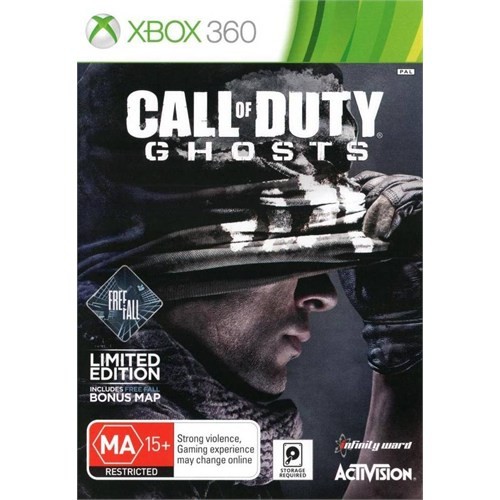 XBOX 360
PAL
CALL OF DUTY
GHOSTS
FREE
FALL
LIMITED
EDITION
INCLUDES FREE FALL
BONUS MAP
MA 15+
RESTRICTED
Strong violence,
Gaming experience
may change online
STORAGE
REQUIRED
infinity ward
ACTIVISION